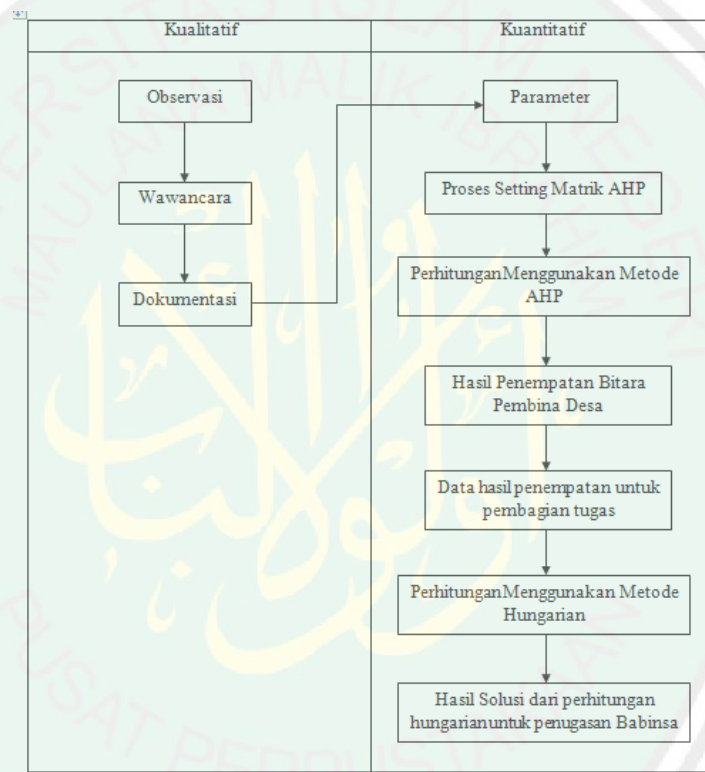 Kualitatif
Kuantitatif
Observasi
Wawancara
Dokumentasi
Parameter
Proses Setting Matrik AHP
PerhitunganMenggunakan Metode
AHP
Hasil Penempatan Bitara
Pembina Desa
Data hasil penempatan untuk
pembagian tugas
PerhitunganMenggunakan Metode
Hungarian
Hasil Solusi dari perhitungan
hungarianuntuk penugasan Babinsa